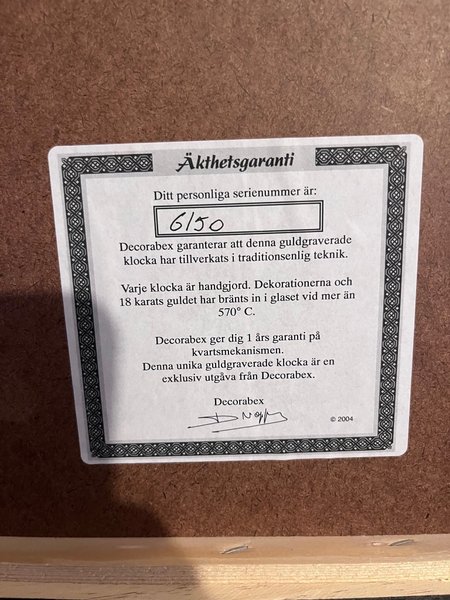 Äkthetsgaranti
Ditt personliga serienummer är:
6/50
Decorabex garanterar att denna guldgraverade
klocka har tillverkats i traditionsenlig teknik.
Varje klocka är handgjord. Dekorationerna och
18 karats guldet har bränts in i glaset vid mer än
570° C.
Decorabex ger dig 1 års garanti på
kvartsmekanismen.
Denna unika guldgraverade klocka är en
exklusiv utgåva från Decorabex.
Decorabex
© 2004